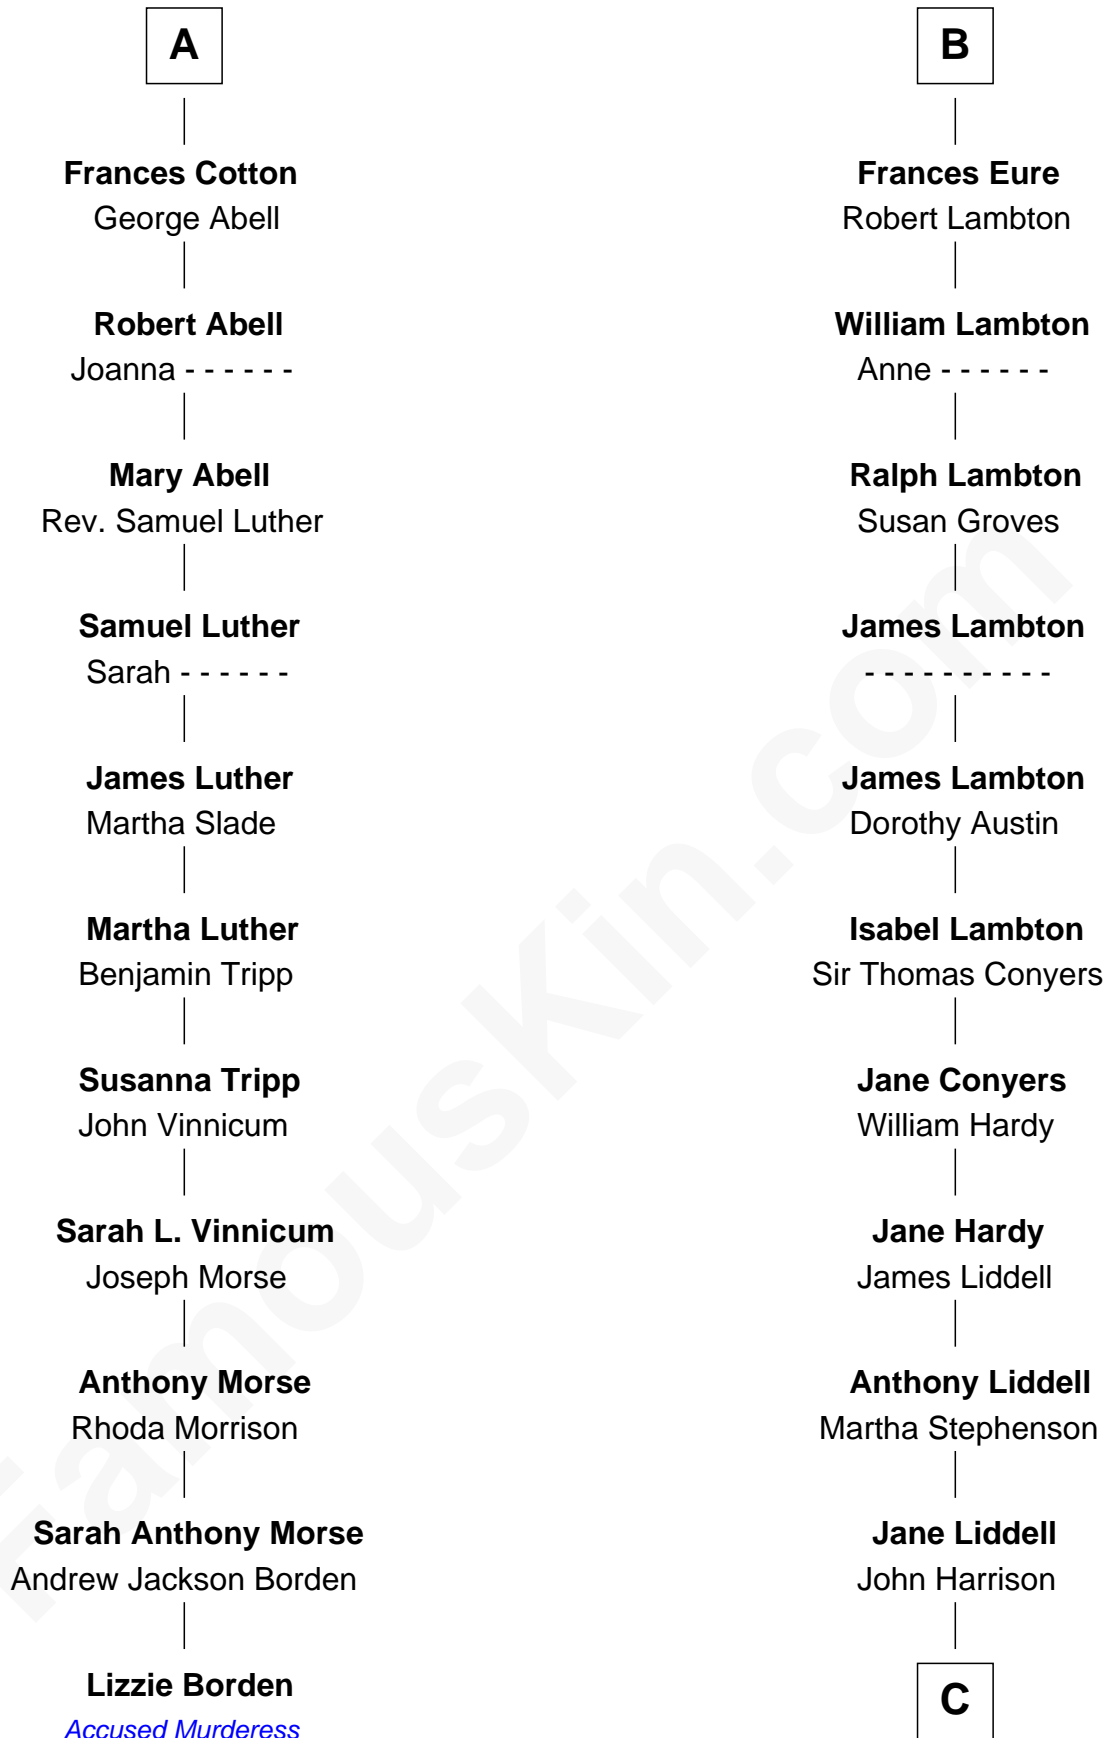 A
Frances Cotton
George Abell
Robert Abell
Joanna - - - - - -
Mary Abell
Rev. Samuel Luther
Samuel Luther
Sarah - - - - - -
James Luther
Martha Slade
Martha Luther
Benjamin Tripp
Susanna Tripp
John Vinnicum
Sarah L. Vinnicum
Joseph Morse
Anthony Morse
Rhoda Morrison
Sarah Anthony Morse
Andrew Jackson Borden
Lizzie Borden
Accused Murderess
B
Frances Eure
Robert Lambton
William Lambton
Anne - - - - - -
Ralph Lambton
Susan Groves
James Lambton
- - - - - - - - - -
James Lambton
Dorothy Austin
Isabel Lambton
Sir Thomas Conyers
Jane Conyers
William Hardy
Jane Hardy
James Liddell
Anthony Liddell
Martha Stephenson
Jane Liddell
John Harrison
C
FamousKin.com